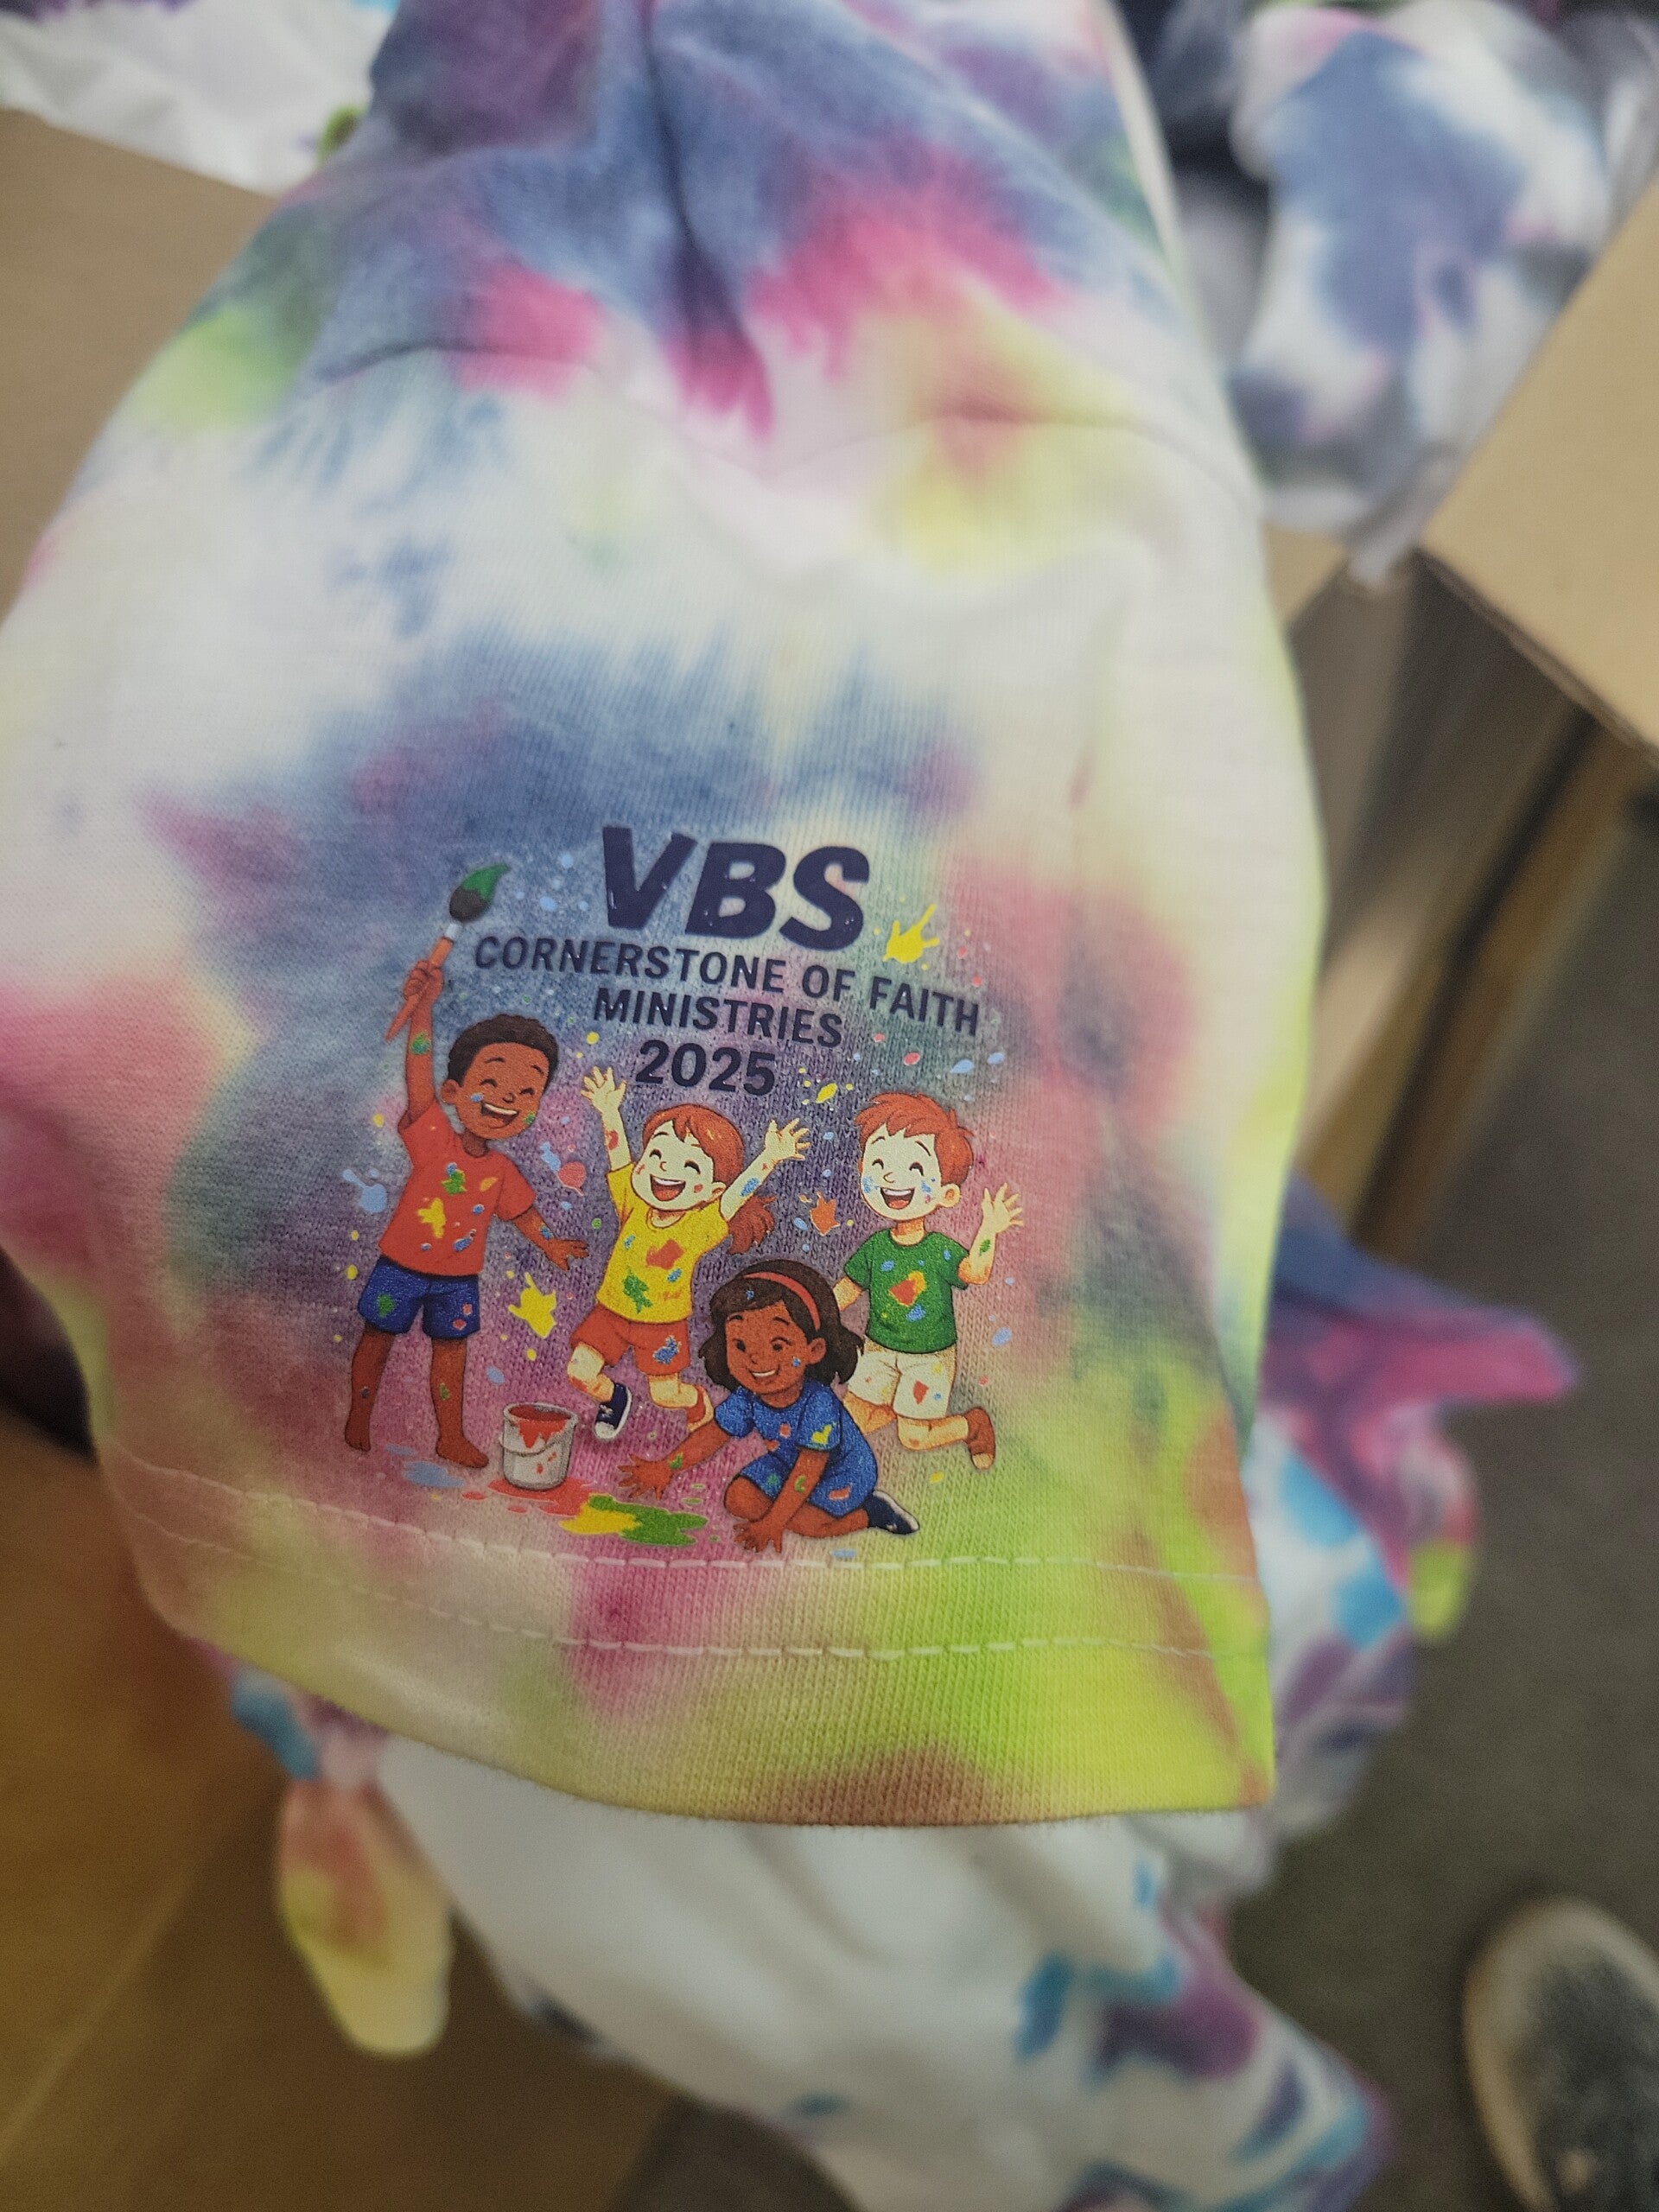 VBS
CORNERSTONE OF FAITH
MINISTRIES
2025